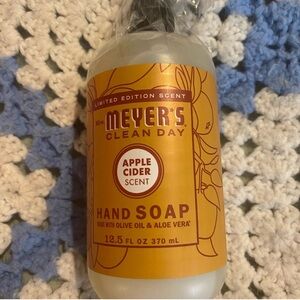 LIMITED EDITION SCENT
Mrs. MEYER'S
CLEAN DAY
APPLE
CIDER
SCENT
HAND SOAP
MADE WITH OLIVE OIL & ALOE VERA*
12.5 FL OZ 370 mL